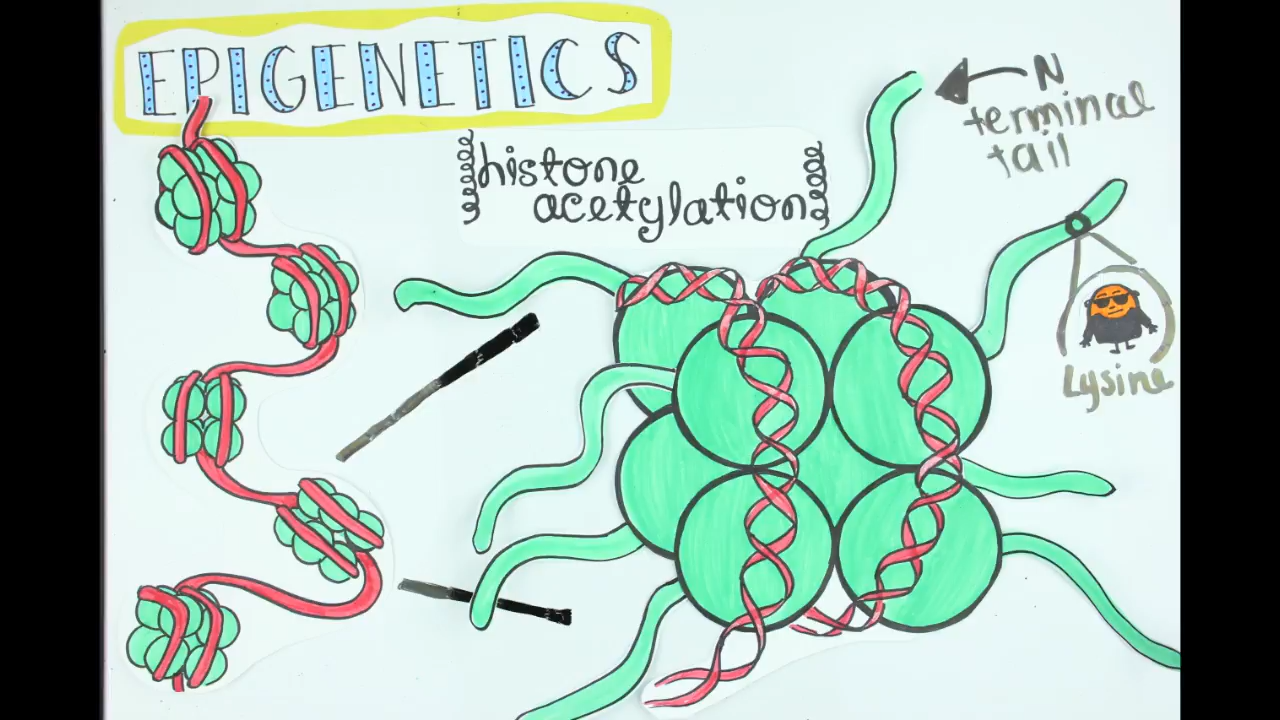 EPIGENETICS
histone
acetylation
N
terminal
tail
Lysine